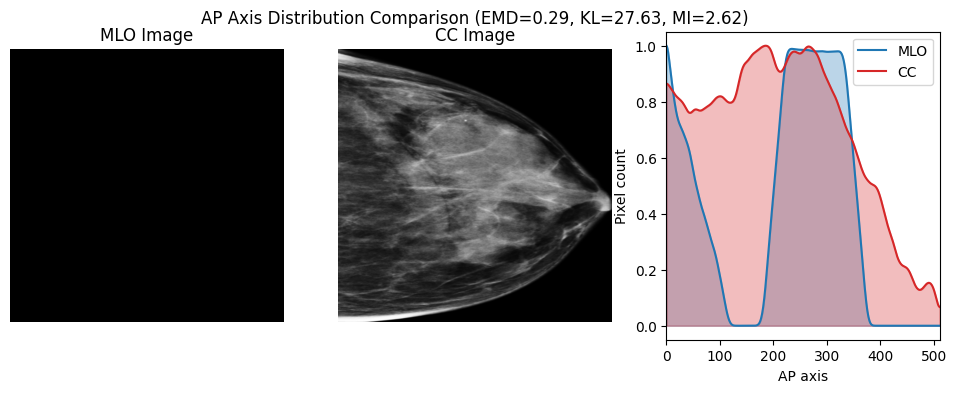 AP Axis Distribution Comparison (EMD=0.29, KL=27.63, MI=2.62)
MLO Image
CC Image
MLO
CC
Pixel count
1.0
0.8
0.6
0.4
0.2
0.0
0 100 200 300 400 500
AP axis